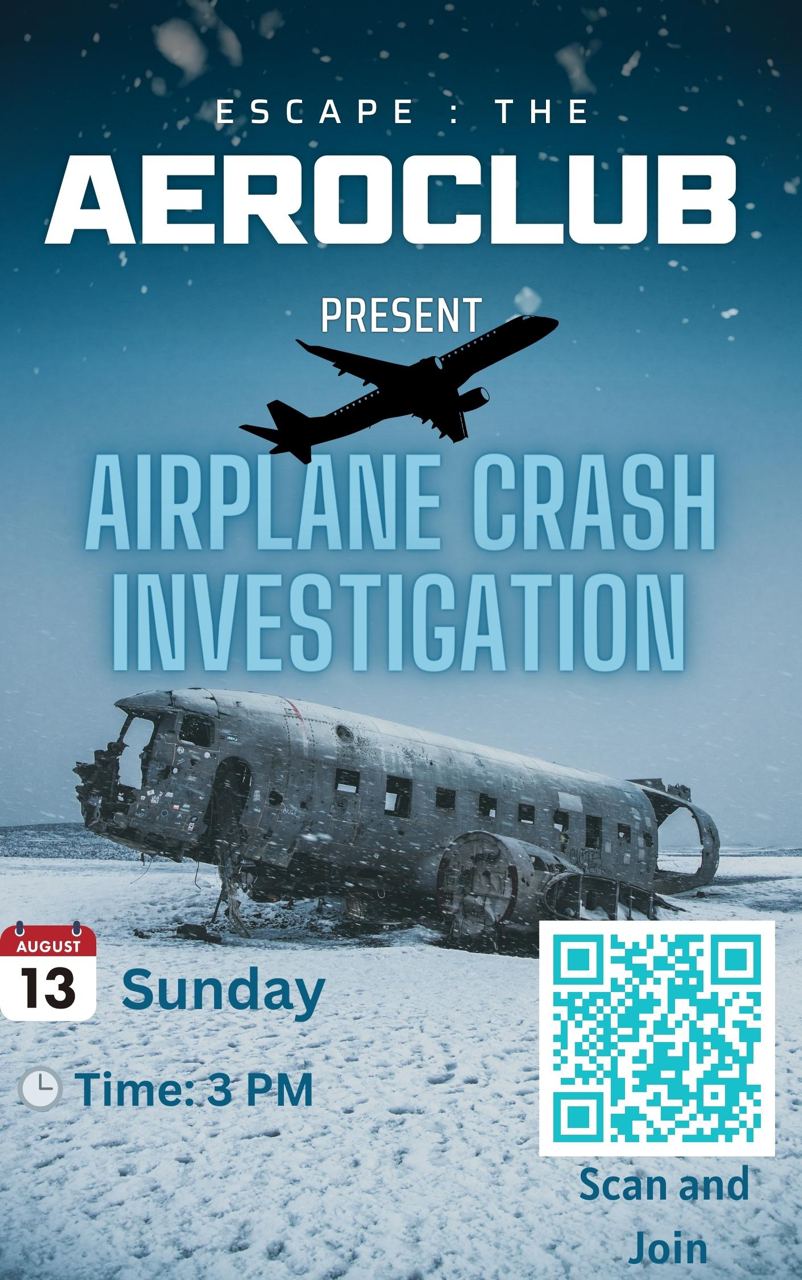 ESCAPE : THE
AEROCLUB
PRESENT
AIRPLANE CRASH
INVESTIGATION
AUGUST
13
Sunday
Time: 3 PM
Scan and
Join